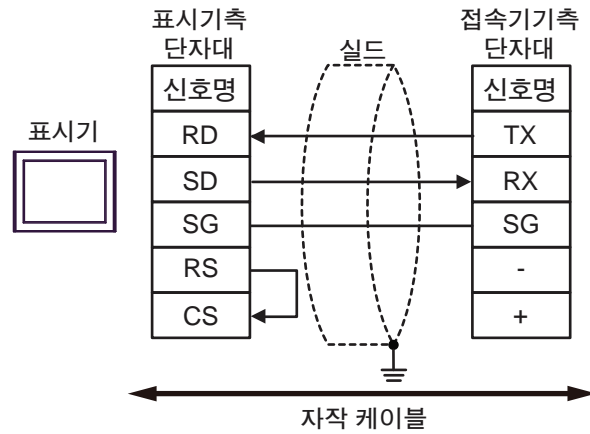 표시기측
단자대
접속기기측
단자대
실드
신호명
신호명
표시기
RD
TX
SD
RX
SG
SG
RS
-
CS
+
자작 케이블